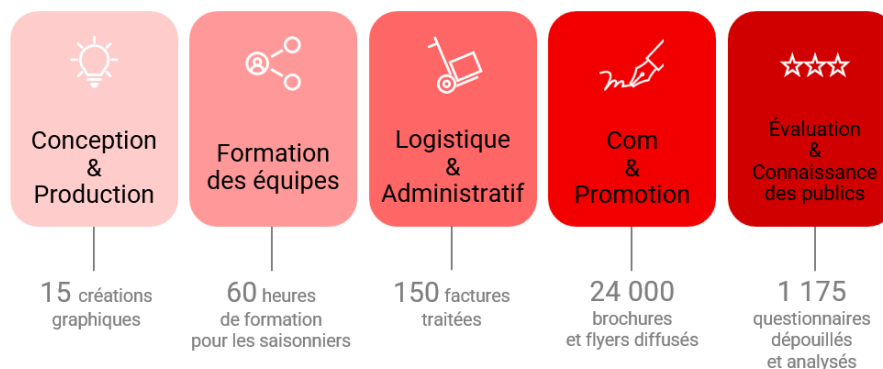 Conception
&
Production
Formation
des équipes
Logistique
&
Administratif
Com
&
Promotion
Évaluation
&
Connaissance
des publics
15 créations
graphiques
60 heures
de formation
pour les saisonniers
150 factures
traitées
24 000
brochures
et flyers diffusés
1 175
questionnaires
dépouillés
et analysés